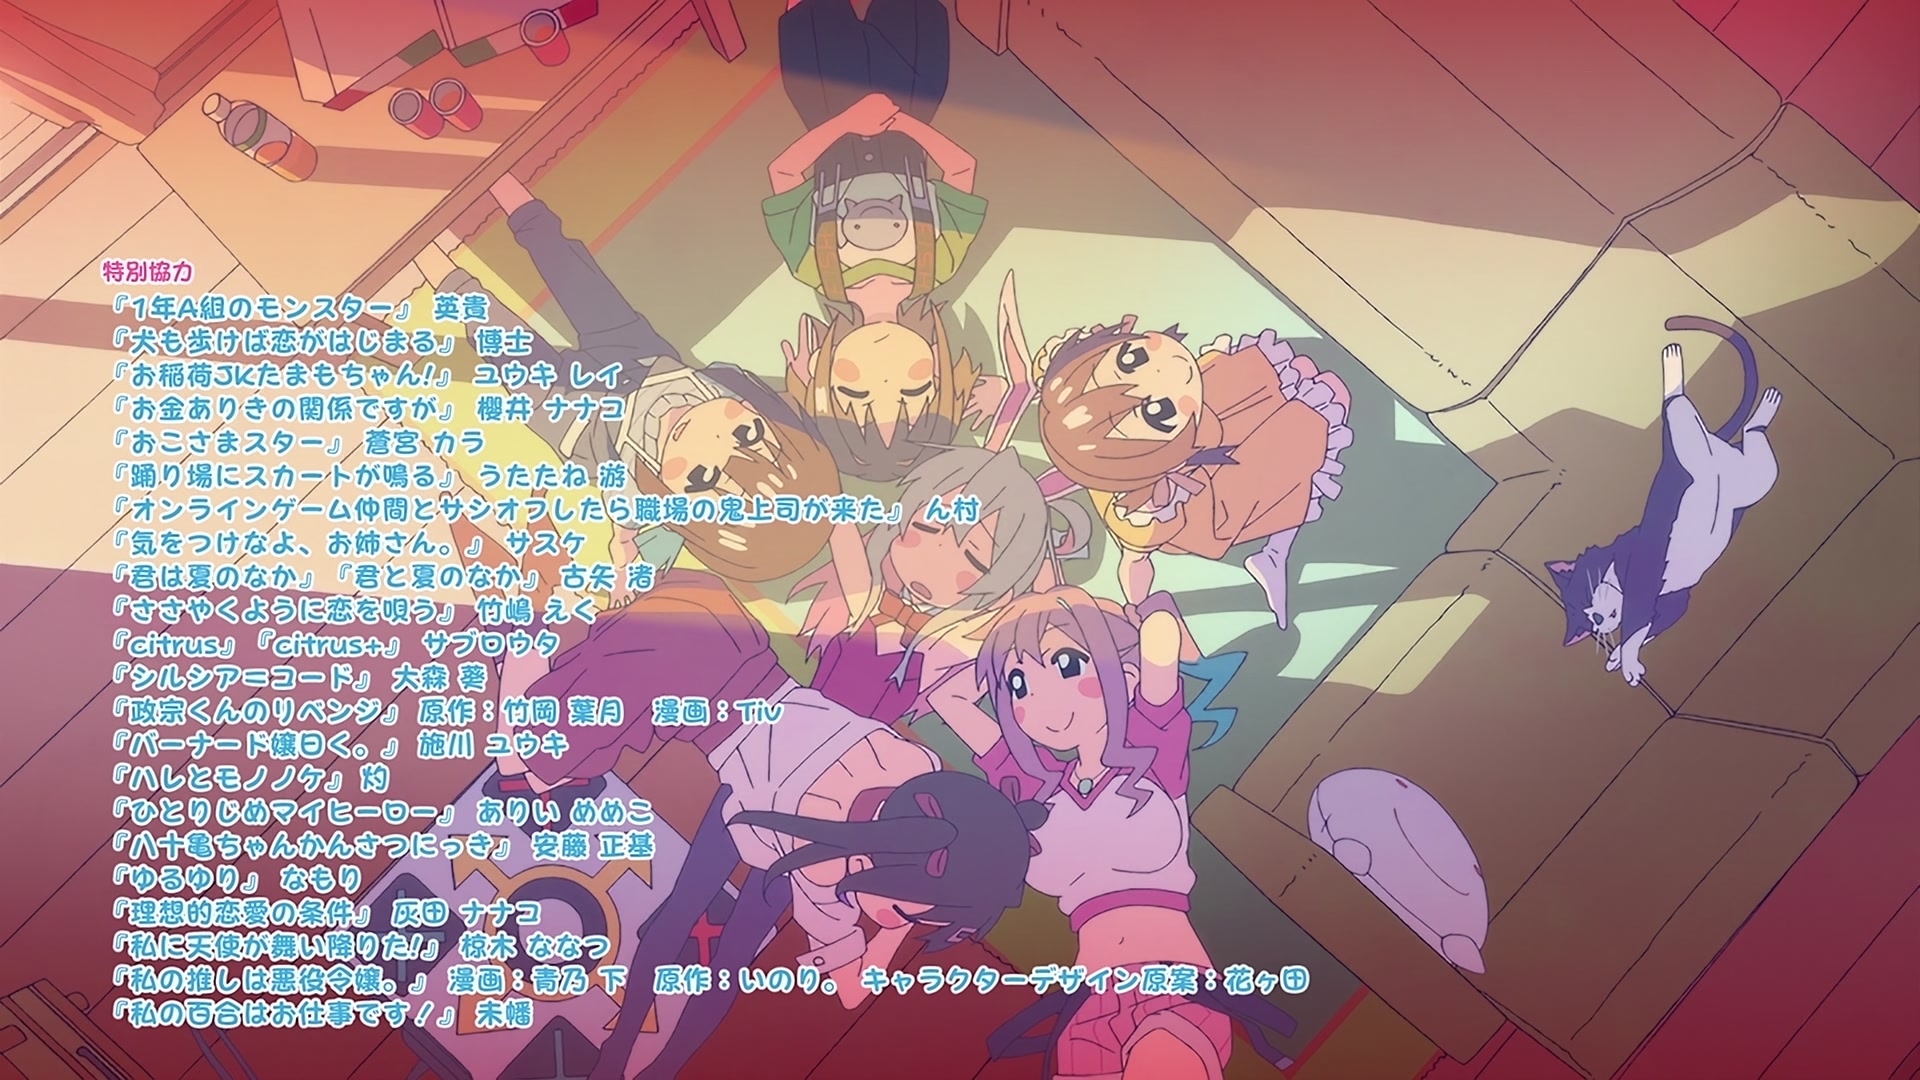 特別協力
『1年A組のモンスター』 英貴
『犬も歩けば恋がはじまる』 博士
『お稲荷JKたまもちゃん!』 ユウキ レイ
『お金ありきの関係ですが』 櫻井 ナナコ
『おこさまスター』 蒼宮 カラ
『踊り場にスカートが鳴る』 うたたね 游
『オンラインゲーム仲間とサシオフしたら職場の鬼上司が来た』 ん村
『気をつけなよ、お姉さん。』 サスケ
『君は夏のなか』『君と夏のなか』 古矢 渚
『ささやくように恋を唄う』 竹嶋 えく
『citrus』『citrus+』 サブロウタ
『シルシア=コード』 大森 葵
『政宗くんのリベンジ』 原作：竹岡 葉月　漫画：Tiv
『バーナード嬢曰く。』 施川 ユウキ
『ハレとモノノケ』 灼
『ひとりじめマイヒーロー』 ありい めめこ
『八十亀ちゃんかんさつにっき』 安藤 正基
『ゆるゆり』 なもり
『理想的恋愛の条件』 灰田 ナナコ
『私に天使が舞い降りた!』 椋木 ななつ
『私の推しは悪役令嬢。』 漫画：青乃 下　原作：いのり。 キャラクターデザイン原案：花ヶ田
『私の百合はお仕事です！』 未幡